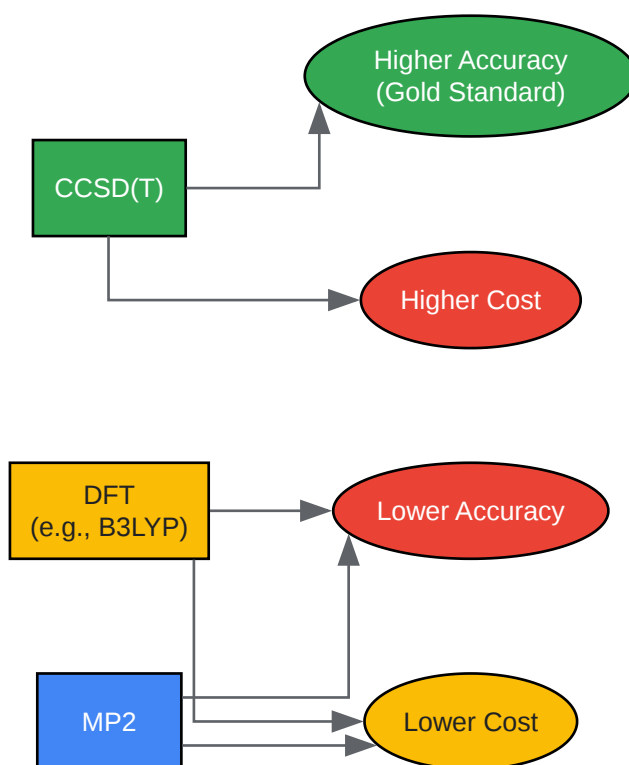 Higher Accuracy
(Gold Standard)
CCSD(T)
Higher Cost
DFT
(e.g., B3LYP)
Lower Accuracy
MP2
Lower Cost